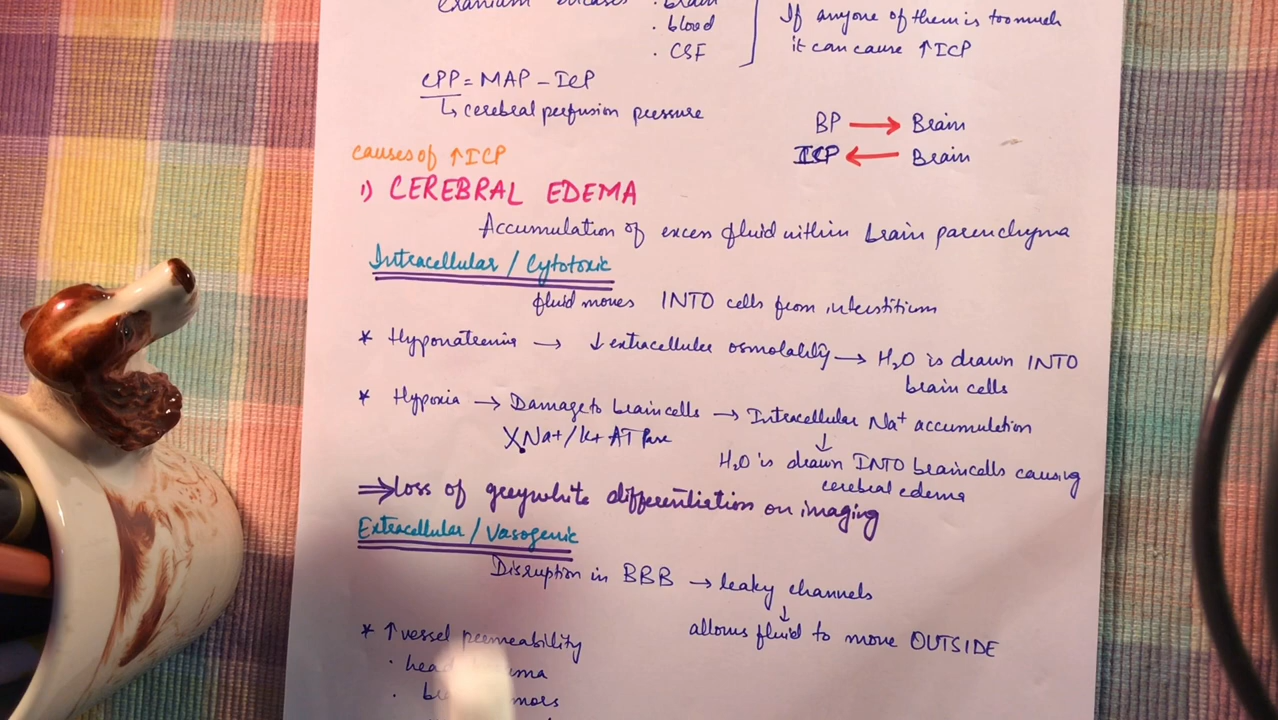 Cranium encases · brain
· blood
· CSF
If anyone of them is too much
it can cause ↑ICP
CPP = MAP – ICP
↳ cerebral perfusion pressure
BP → Brain
ICP ← Brain
causes of ↑ICP
1) CEREBRAL EDEMA
Accumulation of excess fluid within brain parenchyma
Intracellular / Cytotoxic
fluid moves INTO cells from interstitium
* Hyponatremia → ↓ extracellular osmolality → H₂O is drawn INTO
brain cells
* Hypoxia → Damage to brain cells → Intracellular Na⁺ accumulation
X Na+/K+ ATPase
↓
H₂O is drawn INTO brain cells causing
cerebral edema
⇒ loss of grey white differentiation on imaging
Extracellular / Vasogenic
Disruption in BBB → leaky channels
↓
allows fluid to move OUTSIDE
* ↑ vessel permeability
· head
·